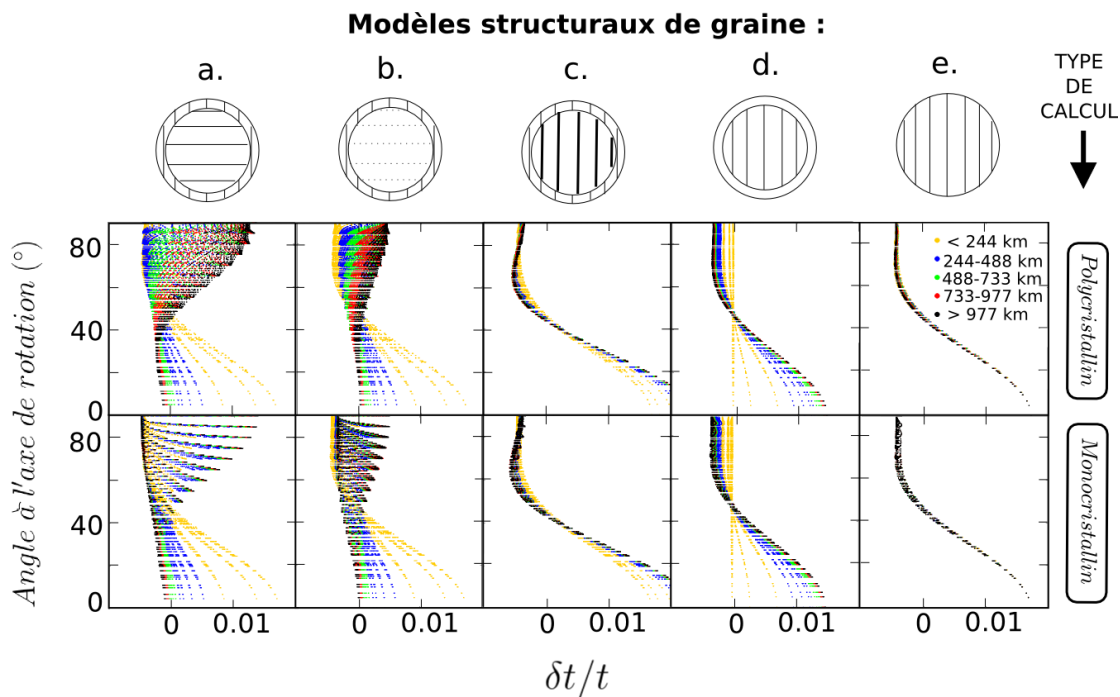 Modèles structuraux de graine :
a. b. c. d. e.
TYPE
DE
CALCUL
Angle à l'axe de rotation (°)
80
40
0
80
40
0
< 244 km
244-488 km
488-733 km
733-977 km
> 977 km
Polycristallin
Monocristallin
0 0.01 0 0.01 0 0.01 0 0.01 0 0.01
δt/t